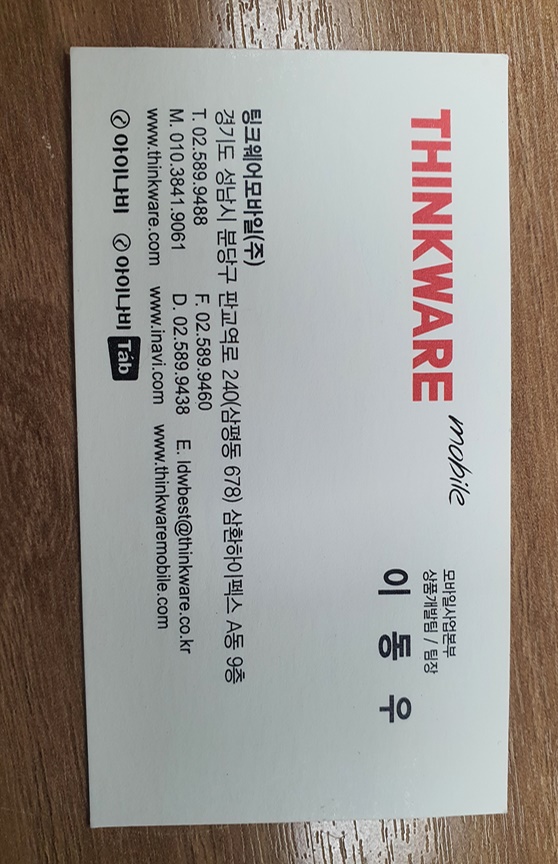 THINKWARE mobile
모바일사업본부
상품개발팀 / 팀장
이 동 우
팅크웨어모바일(주)
경기도 성남시 분당구 판교역로 240(삼평동 678) 삼환하이펙스 A동 9층
T. 02.589.9488 F. 02.589.9460
M. 010.3841.9061 D. 02.589.9438 E. ldwbest@thinkware.co.kr
www.thinkware.com www.inavi.com www.thinkwaremobile.com
아이나비 아이나비 Tab